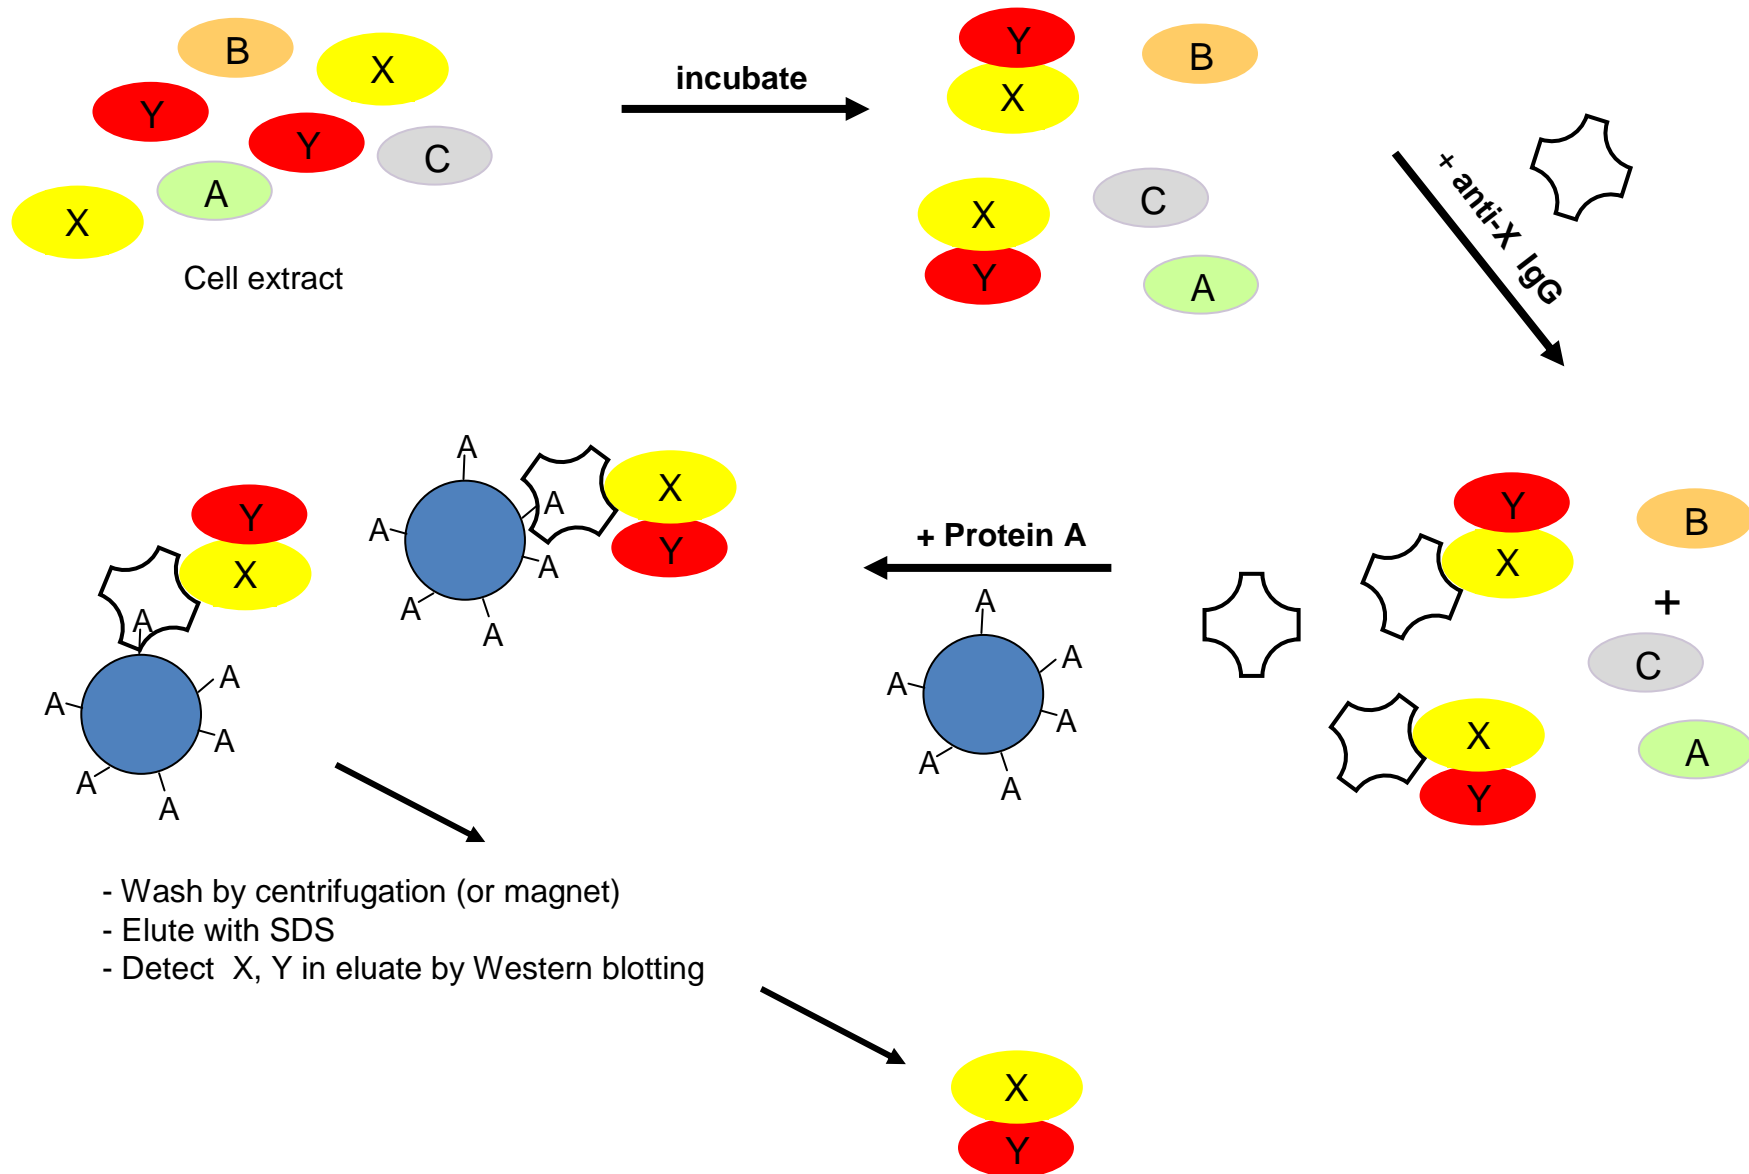 B
X
Y
Y
C
A
X
Cell extract
incubate
Y
X
B
X
Y
C
A
+ anti-X IgG
Y
X
B
+
C
X
Y
A
+ Protein A
A
A
A
A
A
A
A
A
A
A
A
A
A
X
Y
Y
X
A
A
A
A
A
A
- Wash by centrifugation (or magnet)
- Elute with SDS
- Detect X, Y in eluate by Western blotting
X
Y